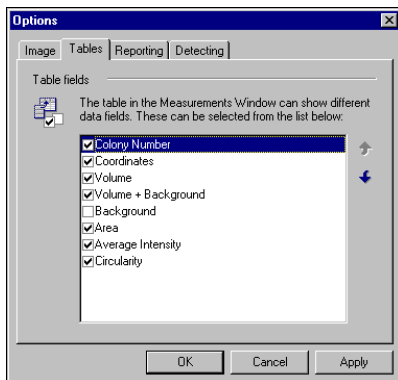 Options
Image Tables Reporting Detecting
Table fields
The table in the Measurements Window can show different
data fields. These can be selected from the list below:
Colony Number
Coordinates
Volume
Volume + Background
Background
Area
Average Intensity
Circularity
OK Cancel Apply